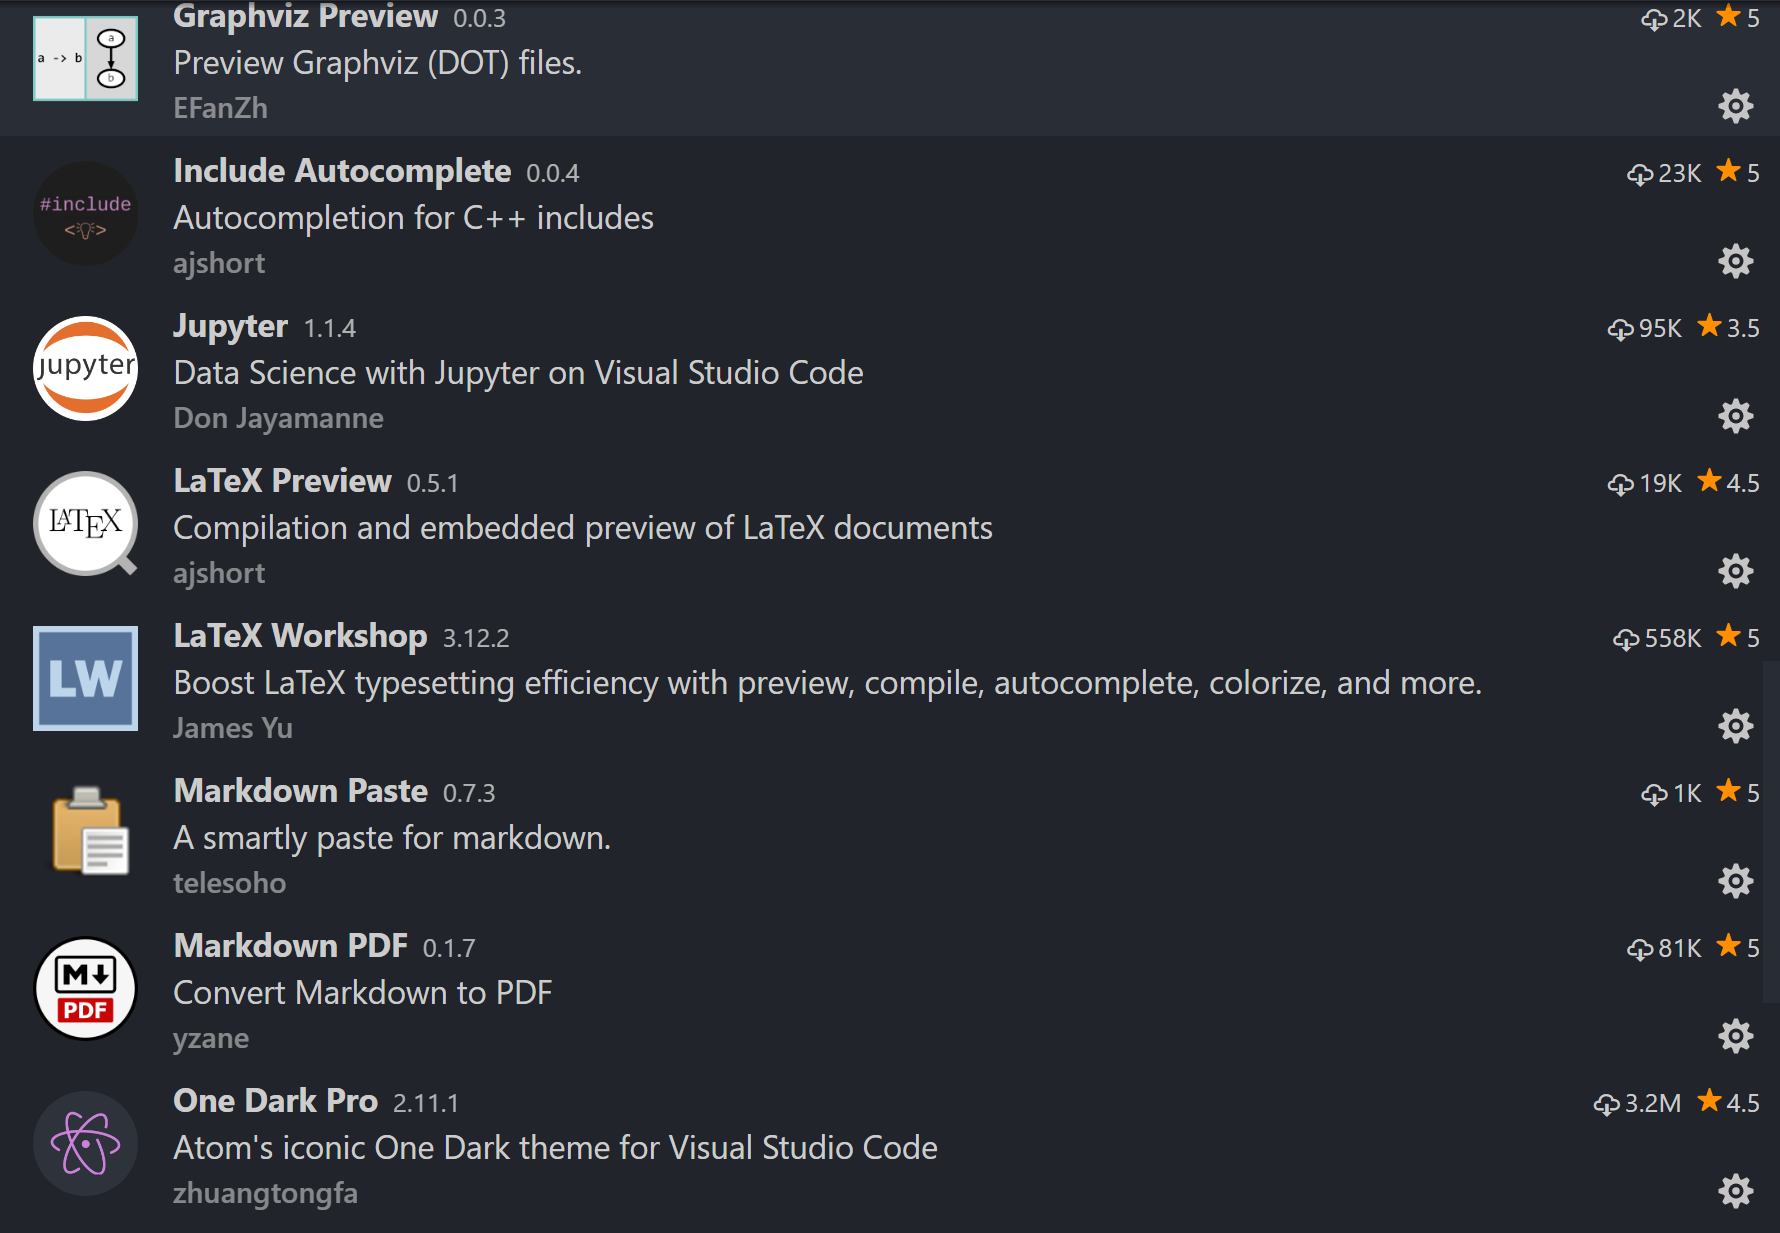 Graphviz Preview 0.0.3 2K 5
a -> b
a
b
Preview Graphviz (DOT) files.
EFanZh
Include Autocomplete 0.0.4 23K 5
#include
< >
Autocompletion for C++ includes
ajshort
Jupyter 1.1.4 95K 3.5
jupyter
Data Science with Jupyter on Visual Studio Code
Don Jayamanne
LaTeX Preview 0.5.1 19K 4.5
LATEX
Compilation and embedded preview of LaTeX documents
ajshort
LaTeX Workshop 3.12.2 558K 5
LW
Boost LaTeX typesetting efficiency with preview, compile, autocomplete, colorize, and more.
James Yu
Markdown Paste 0.7.3 1K 5
A smartly paste for markdown.
telesoho
Markdown PDF 0.1.7 81K 5
M
PDF
Convert Markdown to PDF
yzane
One Dark Pro 2.11.1 3.2M 4.5
Atom's iconic One Dark theme for Visual Studio Code
zhuangtongfa